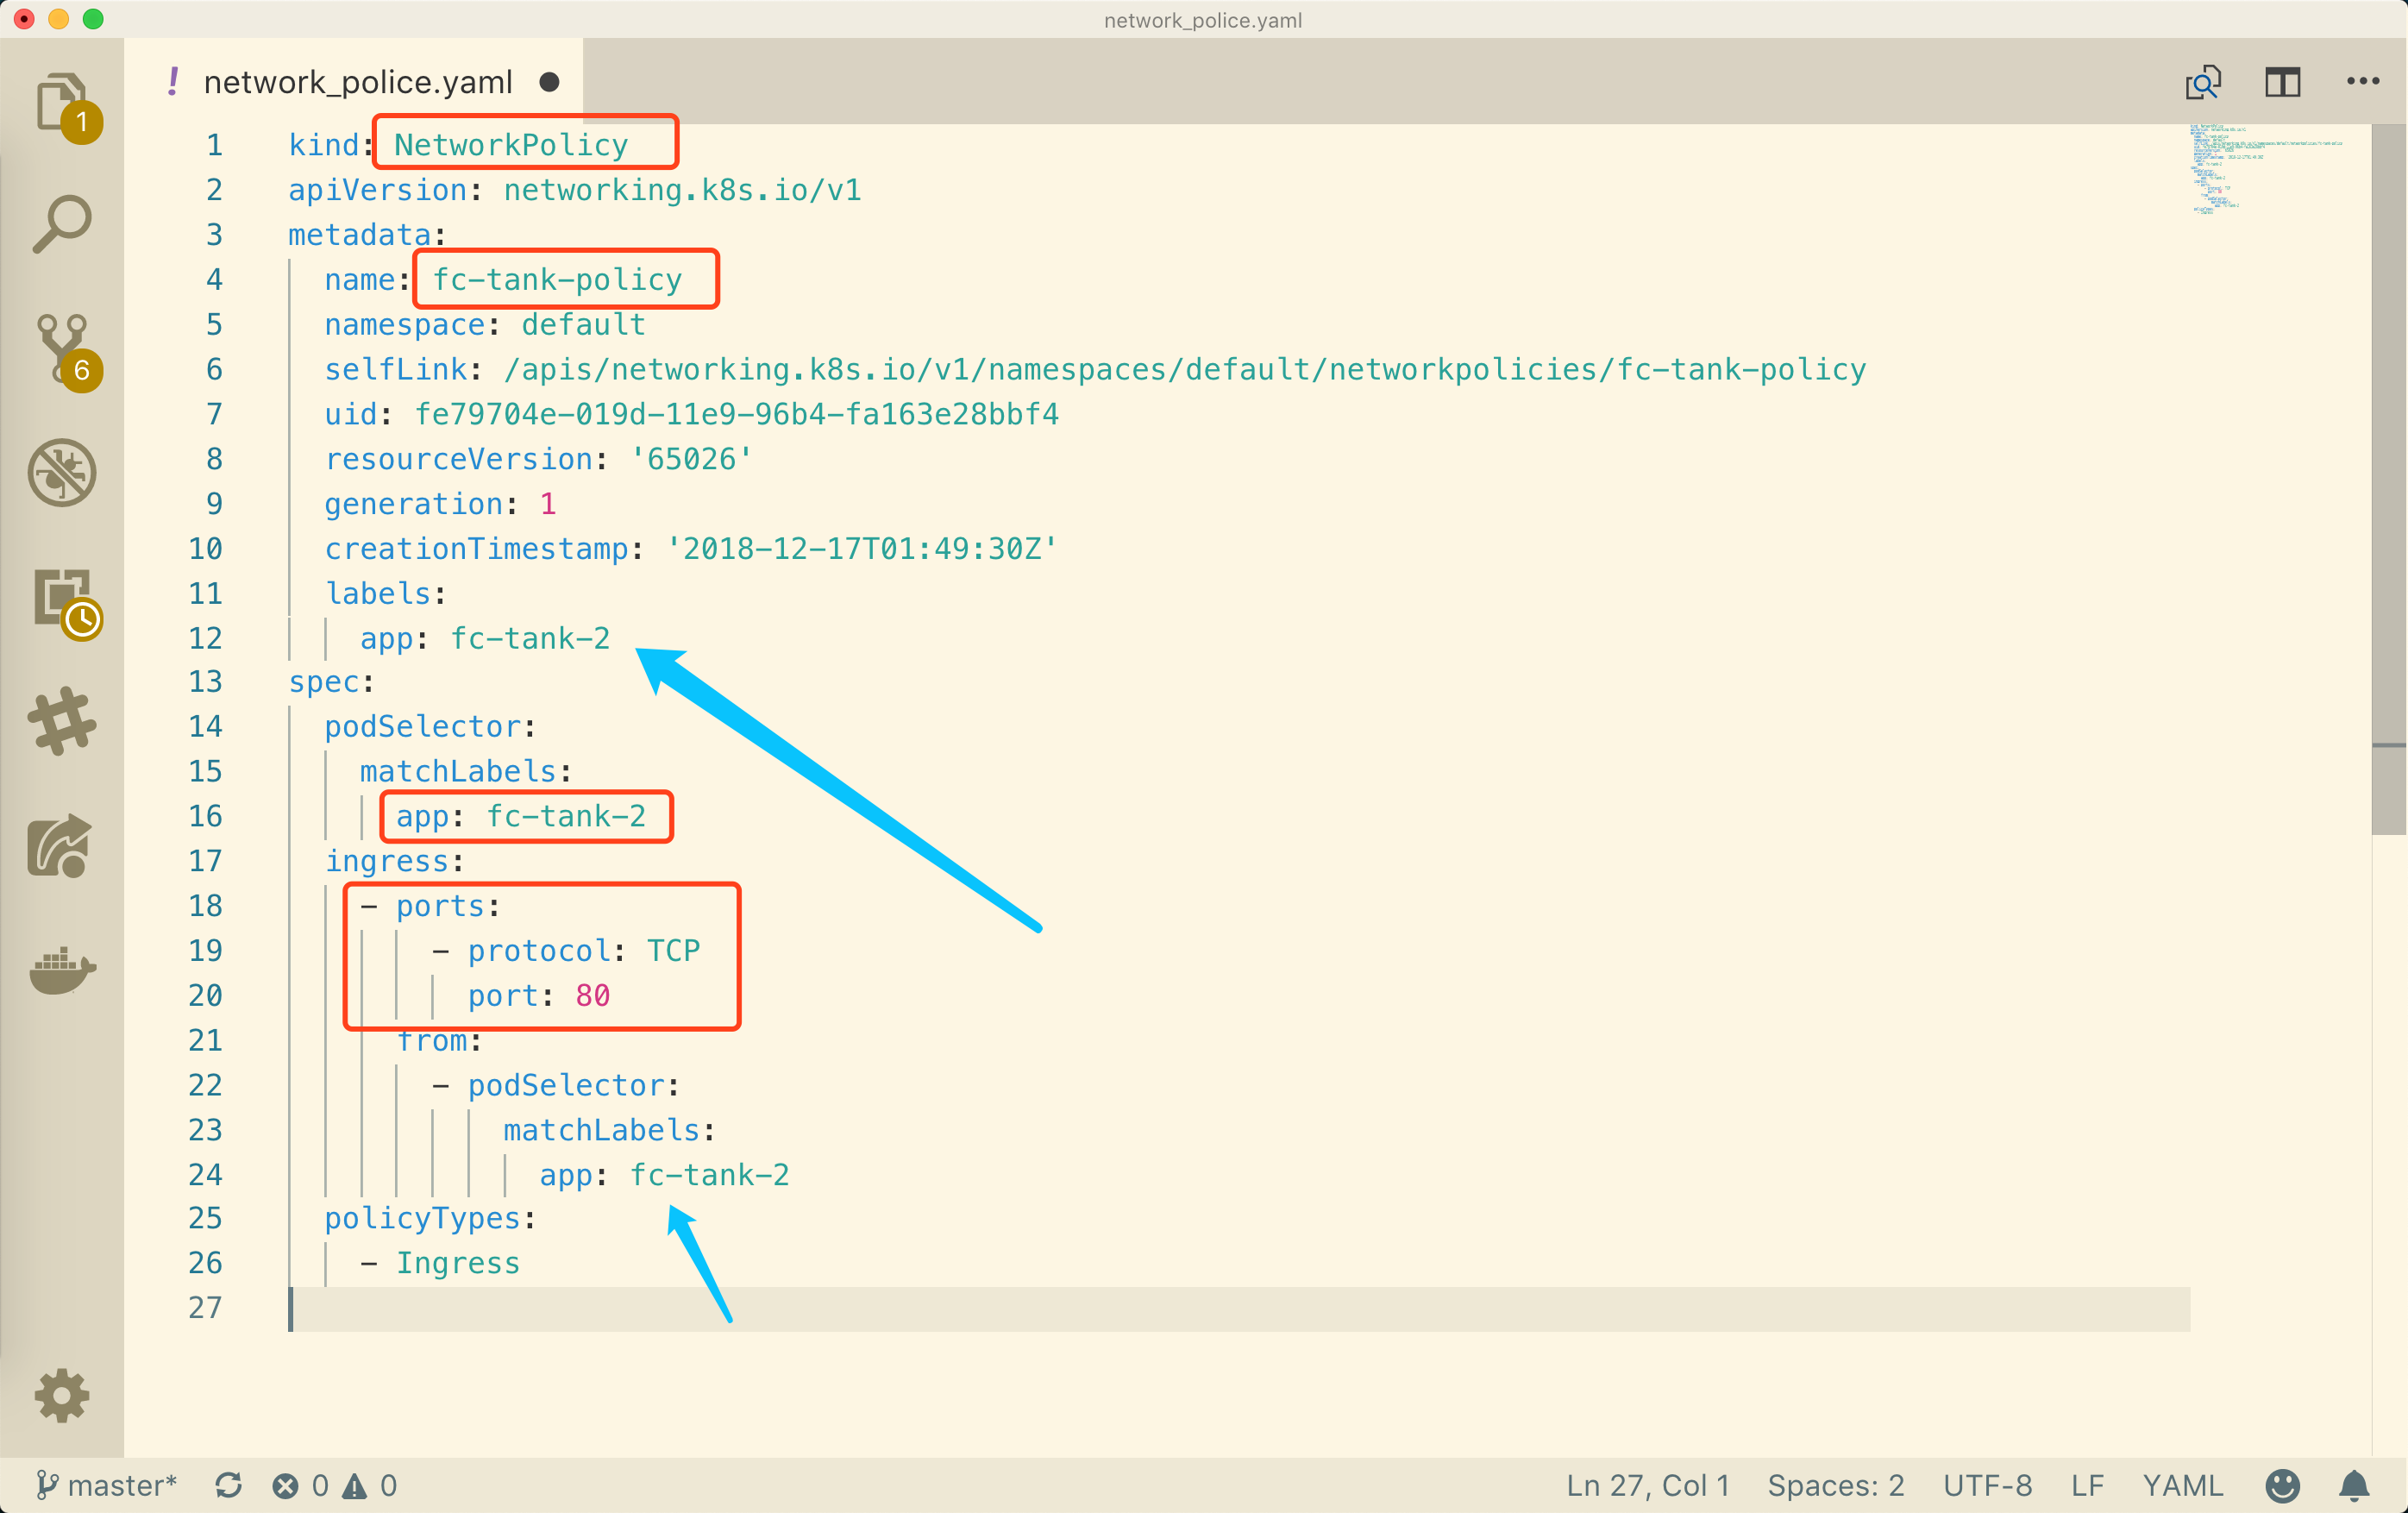 network_police.yaml
! network_police.yaml
1 kind: NetworkPolicy
2 apiVersion: networking.k8s.io/v1
3 metadata:
4 name: fc-tank-policy
5 namespace: default
6 selfLink: /apis/networking.k8s.io/v1/namespaces/default/networkpolicies/fc-tank-policy
7 uid: fe79704e-019d-11e9-96b4-fa163e28bbf4
8 resourceVersion: '65026'
9 generation: 1
10 creationTimestamp: '2018-12-17T01:49:30Z'
11 labels:
12 app: fc-tank-2
13 spec:
14 podSelector:
15 matchLabels:
16 app: fc-tank-2
17 ingress:
18 - ports:
19 - protocol: TCP
20 port: 80
21 from:
22 - podSelector:
23 matchLabels:
24 app: fc-tank-2
25 policyTypes:
26 - Ingress
27
1
6
master* 0 0 Ln 27, Col 1 Spaces: 2 UTF-8 LF YAML